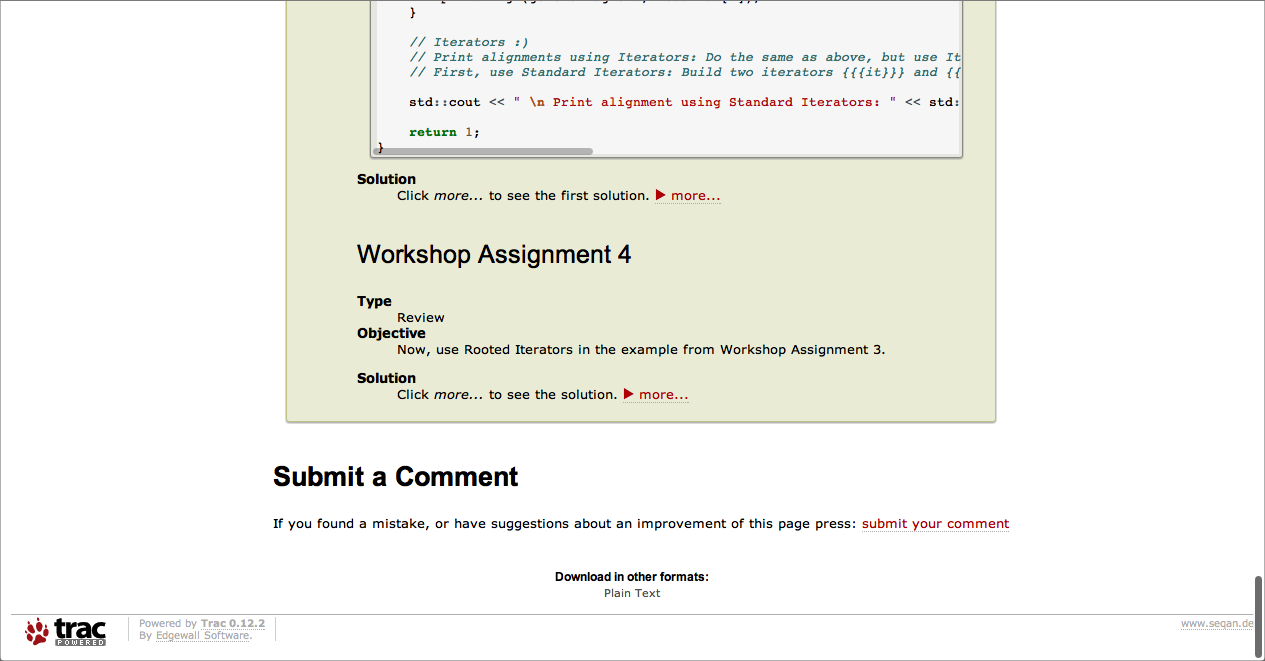 }
// Iterators :)
// Print alignments using Iterators: Do the same as above, but use It
// First, use Standard Iterators: Build two iterators {{{it}}} and {{
std::cout << " \n Print alignment using Standard Iterators: " << std:
return 1;
}
Solution
Click more... to see the first solution. ▶ more...
Workshop Assignment 4
Type
Review
Objective
Now, use Rooted Iterators in the example from Workshop Assignment 3.
Solution
Click more... to see the solution. ▶ more...
Submit a Comment
If you found a mistake, or have suggestions about an improvement of this page press: submit your comment
Download in other formats:
Plain Text
trac
POWERED
Powered by Trac 0.12.2
By Edgewall Software.
www.seqan.de